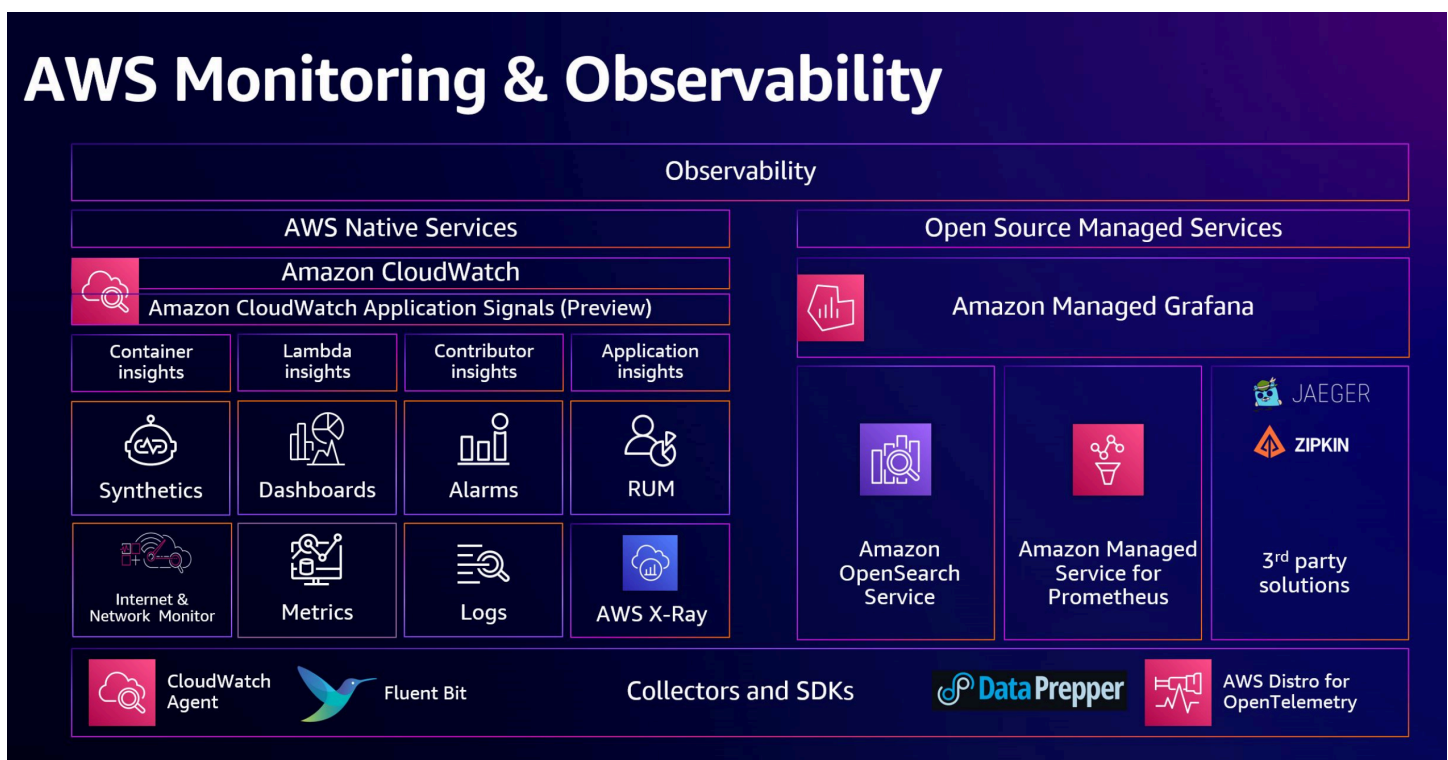 AWS Monitoring & Observability
Observability
AWS Native Services
Amazon CloudWatch
Amazon CloudWatch Application Signals (Preview)
Container
insights
Lambda
insights
Contributor
insights
Application
insights
Synthetics
Dashboards
Alarms
RUM
Internet &
Network Monitor
Metrics
Logs
AWS X-Ray
Open Source Managed Services
Amazon Managed Grafana
Amazon
OpenSearch
Service
Amazon Managed
Service for
Prometheus
JAEGER
ZIPKIN
3rd party
solutions
CloudWatch
Agent
Fluent Bit
Collectors and SDKs
Data Prepper
AWS Distro for
OpenTelemetry